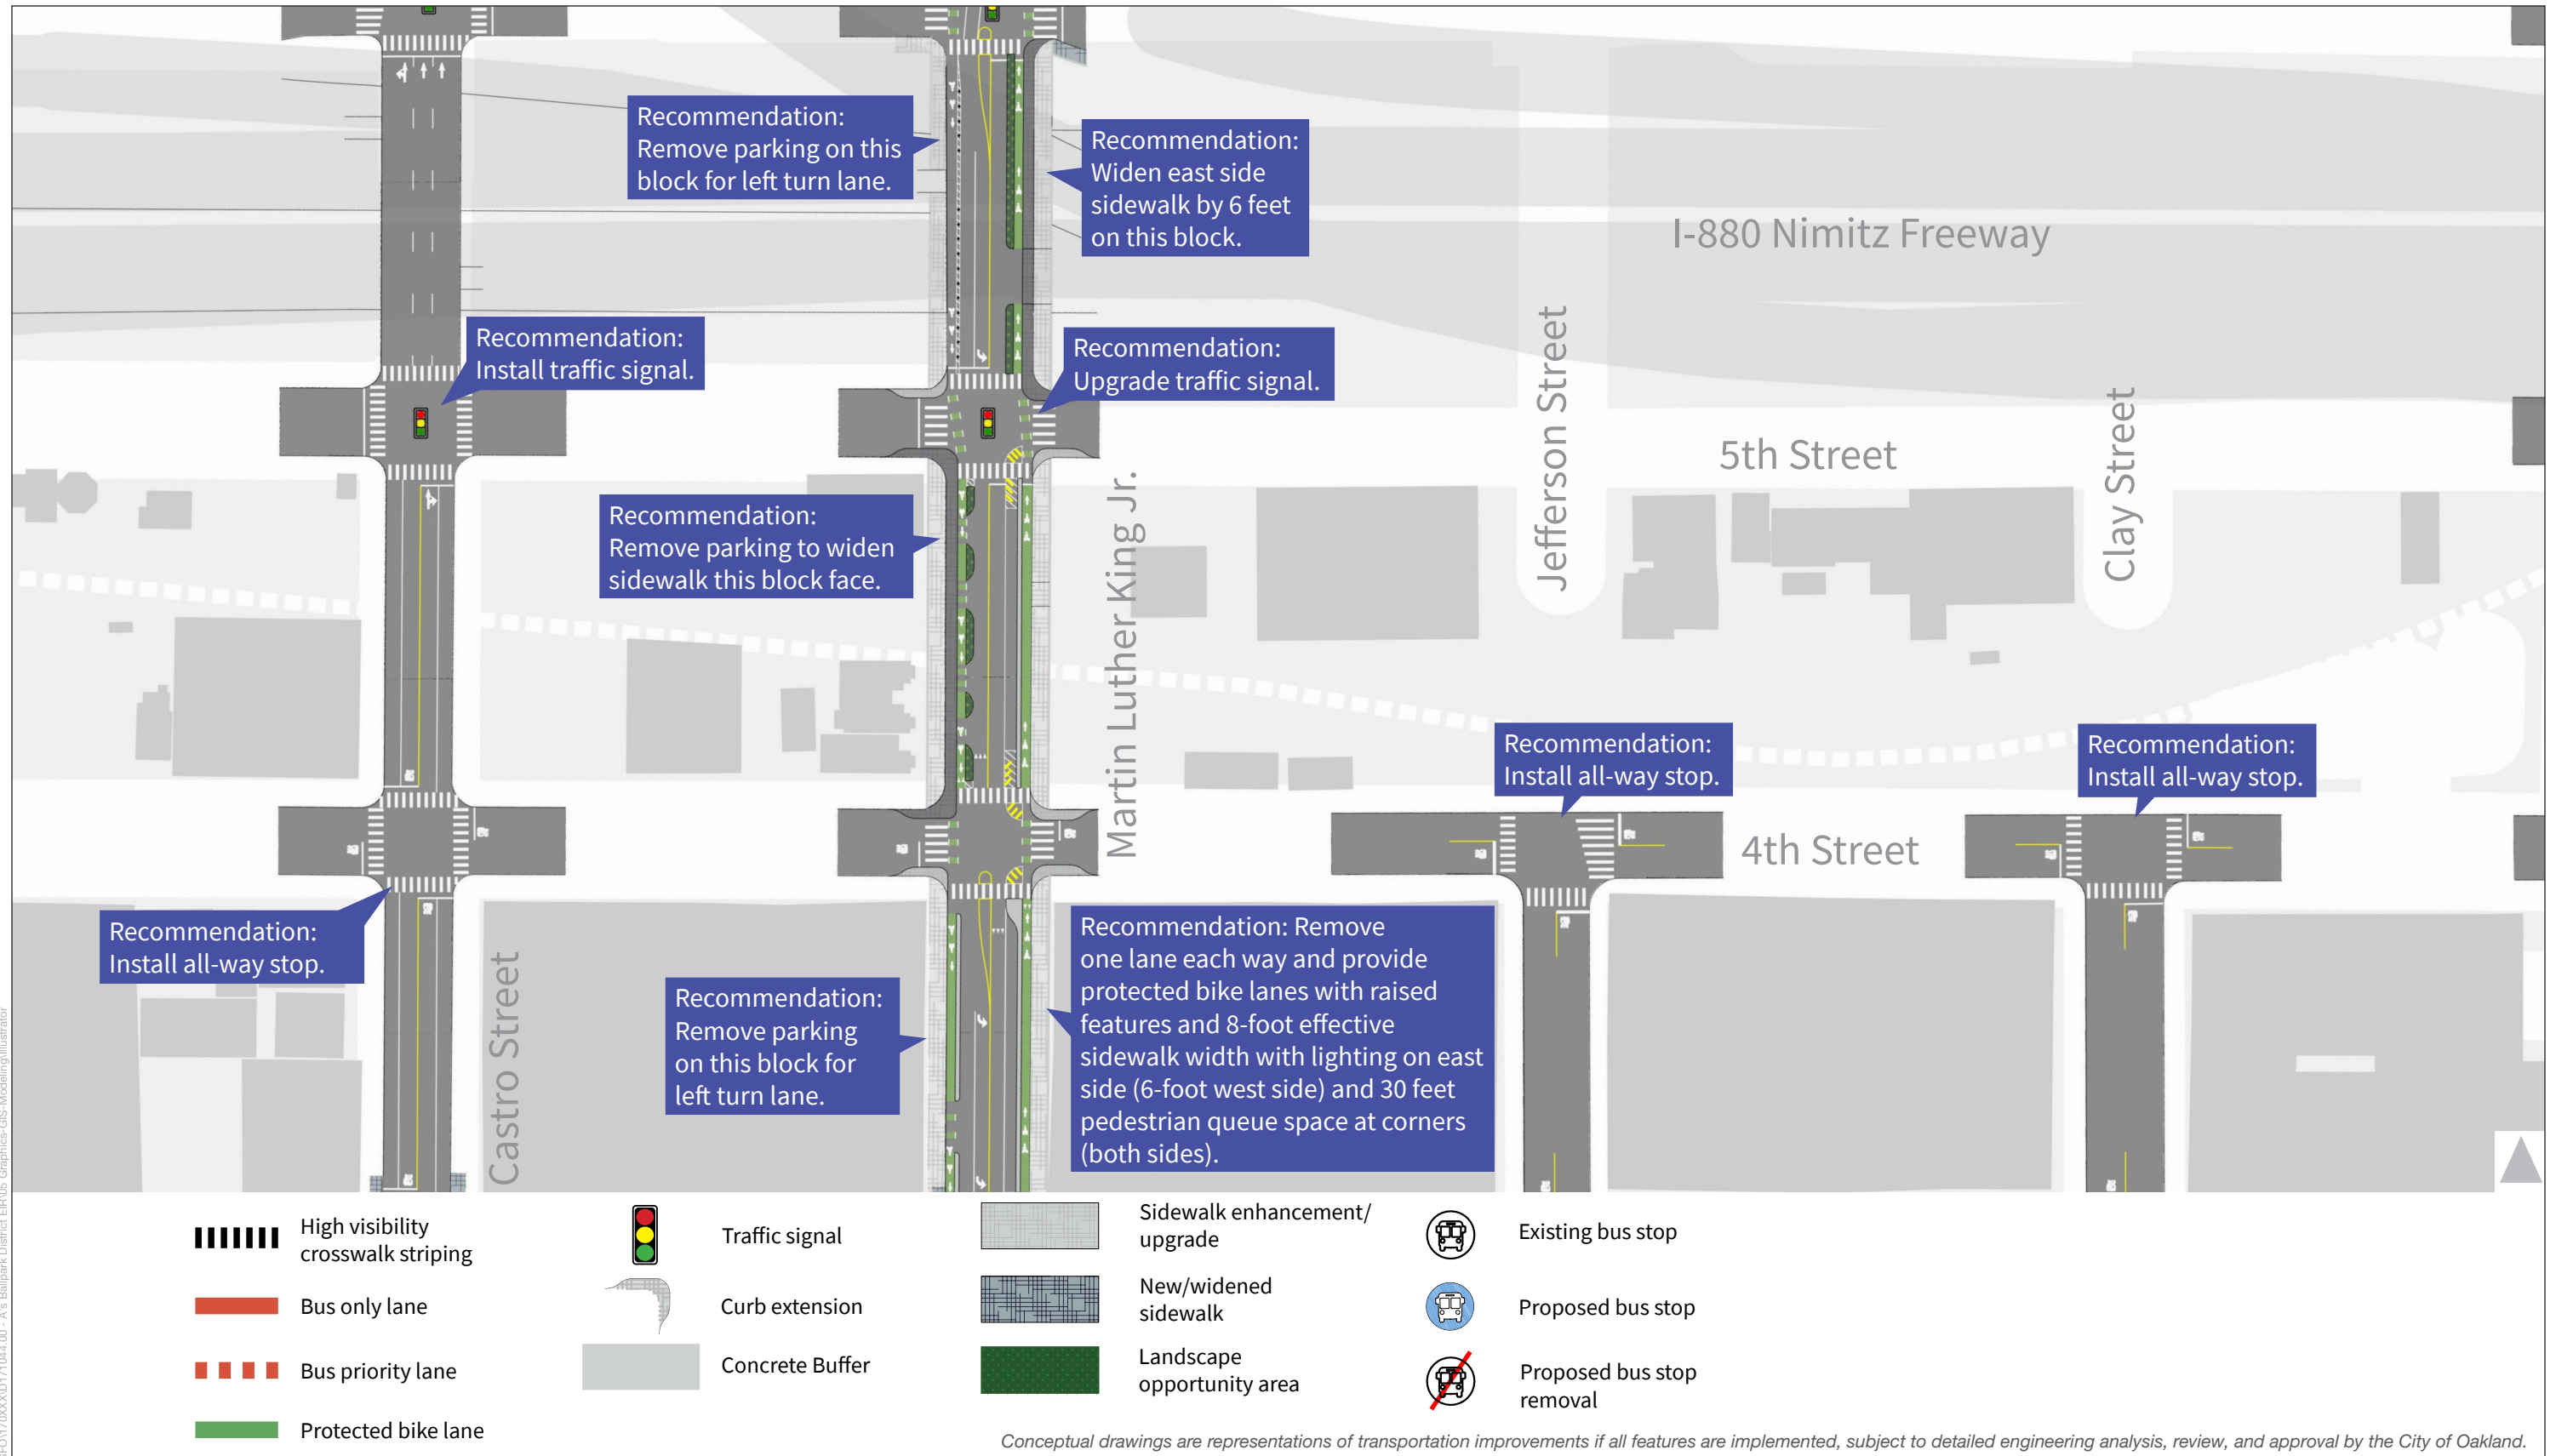 Recommendation:
Remove parking on this
block for left turn lane.
Recommendation:
Widen east side
sidewalk by 6 feet
on this block.
I-880 Nimitz Freeway
Recommendation:
Install traffic signal.
Recommendation:
Upgrade traffic signal.
Jefferson Street
Clay Street
5th Street
Recommendation:
Remove parking to widen
sidewalk this block face.
Martin Luther King Jr.
Recommendation:
Install all-way stop.
Recommendation:
Install all-way stop.
4th Street
Recommendation:
Install all-way stop.
Castro Street
Recommendation:
Remove parking
on this block for
left turn lane.
Recommendation: Remove
one lane each way and provide
protected bike lanes with raised
features and 8-foot effective
sidewalk width with lighting on east
side (6-foot west side) and 30 feet
pedestrian queue space at corners
(both sides).
High visibility
crosswalk striping
Bus only lane
Bus priority lane
Protected bike lane
Traffic signal
Curb extension
Concrete Buffer
Sidewalk enhancement/
upgrade
New/widened
sidewalk
Landscape
opportunity area
Existing bus stop
Proposed bus stop
Proposed bus stop
removal
Conceptual drawings are representations of transportation improvements if all features are implemented, subject to detailed engineering analysis, review, and approval by the City of Oakland.